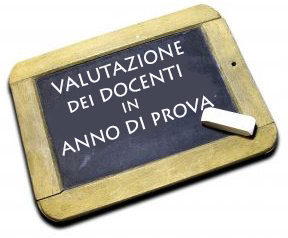 VALUTAZIONE
DEI DOCENTI
IN
ANNO DI PROVA